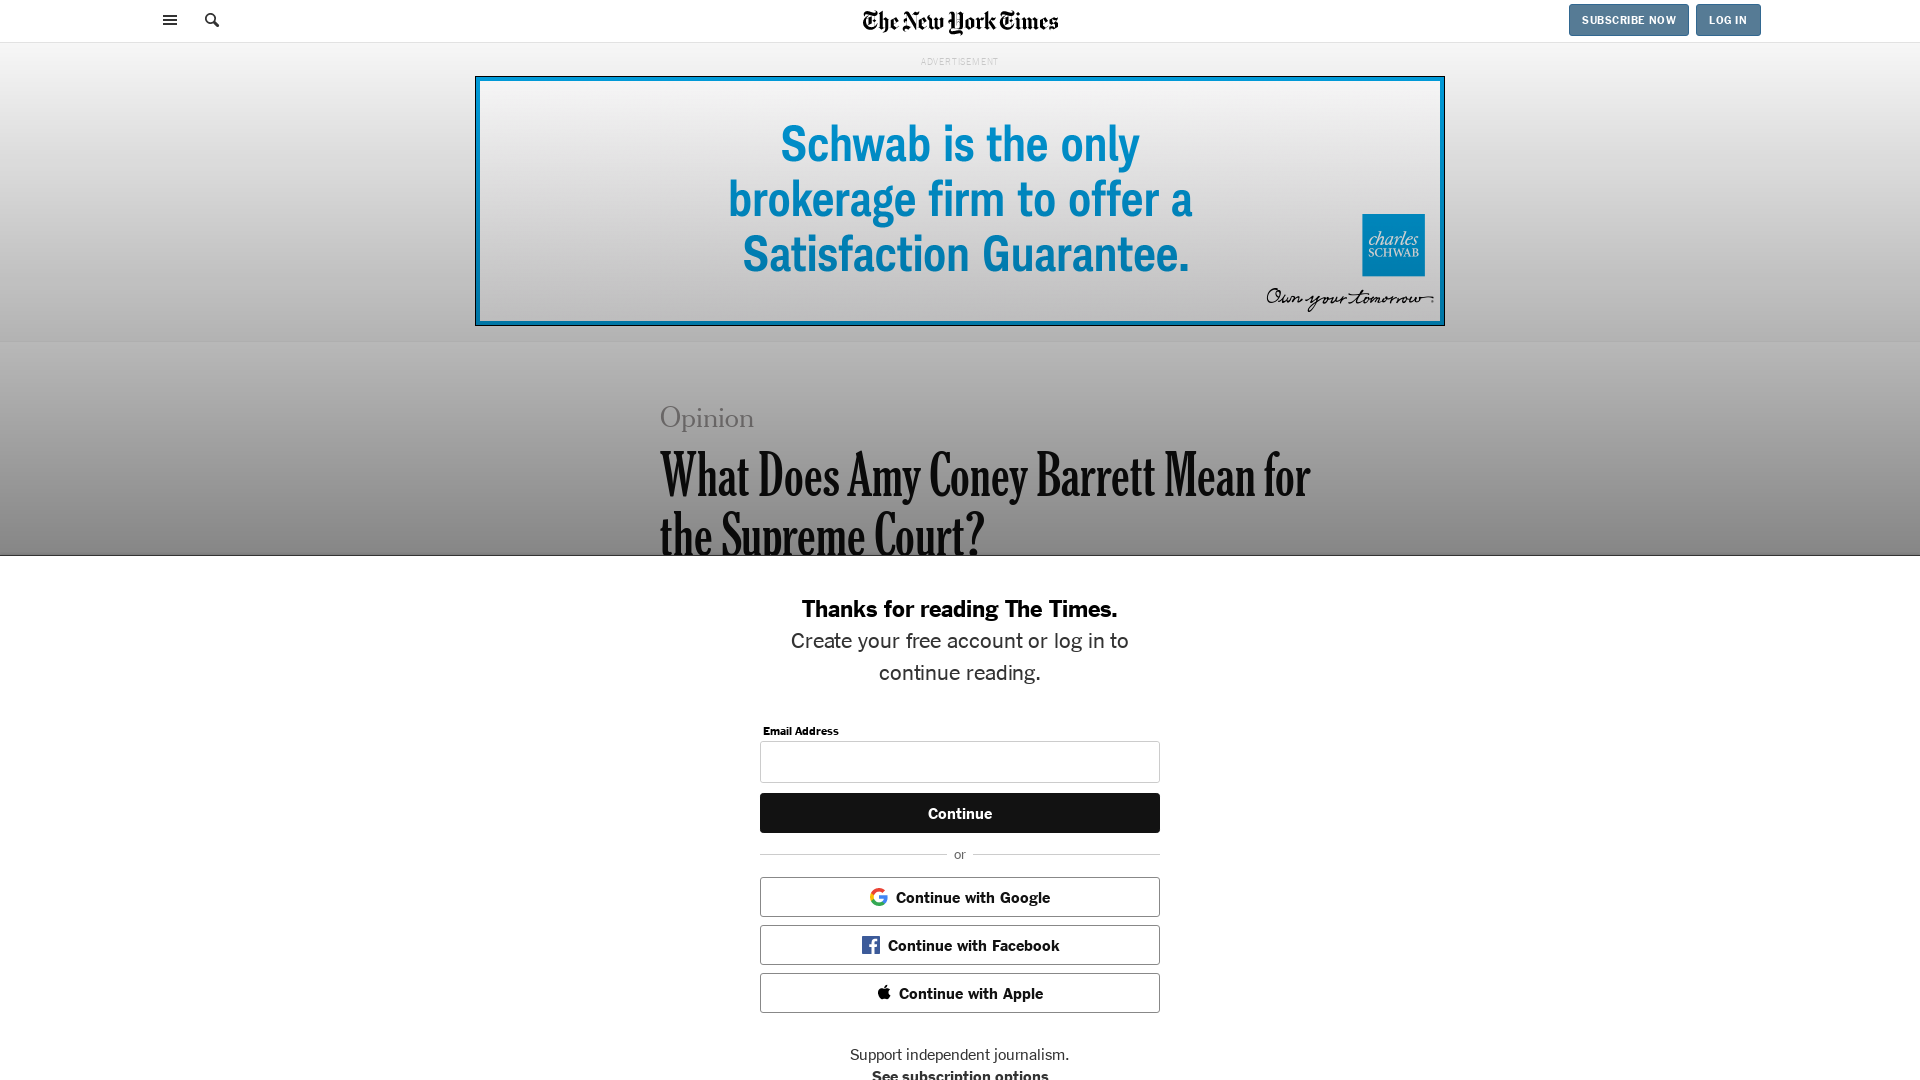 The New York Times
SUBSCRIBE NOW
LOG IN
ADVERTISEMENT
Schwab is the only
brokerage firm to offer a
Satisfaction Guarantee.
charles
SCHWAB
Own your tomorrow.
Opinion
What Does Amy Coney Barrett Mean for
the Supreme Court?
Thanks for reading The Times.
Create your free account or log in to
continue reading.
Email Address
Continue
or
Continue with Google
Continue with Facebook
Continue with Apple
Support independent journalism.
See subscription options